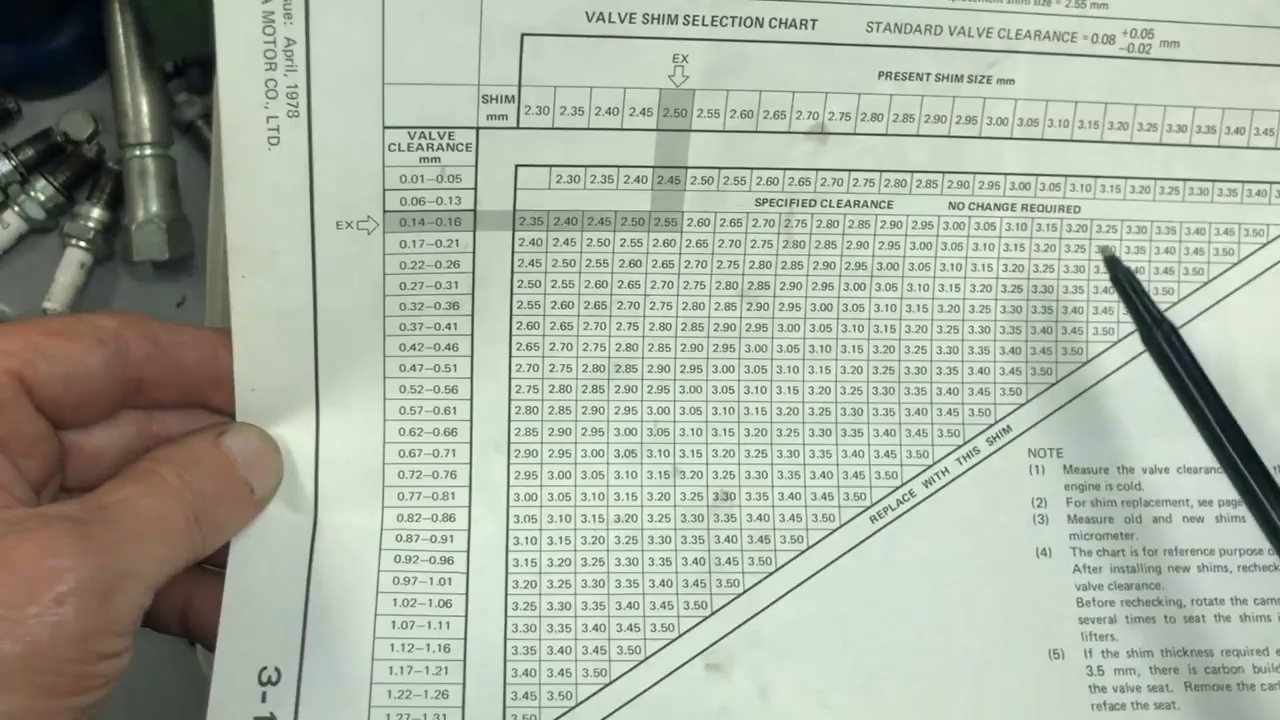 sue: April, 1978
MOTOR CO., LTD.
3-1
size = 2.55 mm
VALVE SHIM SELECTION CHART
STANDARD VALVE CLEARANCE = 0.08 +0.05 −0.02 mm
EX
PRESENT SHIM SIZE mm
SHIM mm 2.30 2.35 2.40 2.45 2.50 2.55 2.60 2.65 2.70 2.75 2.80 2.85 2.90 2.95 3.00 3.05 3.10 3.15 3.20 3.25 3.30 3.35 3.40 3.45
VALVE
CLEARANCE
mm
0.01–0.05 2.30 2.35 2.40 2.45 2.50 2.55 2.60 2.65 2.70 2.75 2.80 2.85 2.90 2.95 3.00 3.05 3.10 3.15 3.20 3.25 3.30 3.35 3.40
0.06–0.13 SPECIFIED CLEARANCE NO CHANGE REQUIRED
EX 0.14–0.16 2.35 2.40 2.45 2.50 2.55 2.60 2.65 2.70 2.75 2.80 2.85 2.90 2.95 3.00 3.05 3.10 3.15 3.20 3.25 3.30 3.35 3.40 3.45 3.50
0.17–0.21 2.40 2.45 2.50 2.55 2.60 2.65 2.70 2.75 2.80 2.85 2.90 2.95 3.00 3.05 3.10 3.15 3.20 3.25 3.35 3.40 3.45 3.50
0.22–0.26 2.45 2.50 2.55 2.60 2.65 2.70 2.75 2.80 2.85 2.90 2.95 3.00 3.05 3.10 3.15 3.20 3.25 3.30 3.45 3.50
0.27–0.31 2.50 2.55 2.60 2.65 2.70 2.75 2.80 2.85 2.90 2.95 3.00 3.05 3.10 3.15 3.20 3.25 3.30 3.35 3.40 3.50
0.32–0.36 2.55 2.60 2.65 2.70 2.75 2.80 2.85 2.90 2.95 3.00 3.05 3.10 3.15 3.20 3.25 3.30 3.35 3.40 3.45
0.37–0.41 2.60 2.65 2.70 2.75 2.80 2.85 2.90 2.95 3.00 3.05 3.10 3.15 3.20 3.25 3.30 3.35 3.40 3.45 3.50
0.42–0.46 2.65 2.70 2.75 2.80 2.85 2.90 2.95 3.00 3.05 3.10 3.15 3.20 3.25 3.30 3.35 3.40 3.45 3.50
0.47–0.51 2.70 2.75 2.80 2.85 2.90 2.95 3.00 3.05 3.10 3.15 3.20 3.25 3.30 3.35 3.40 3.45 3.50
0.52–0.56 2.75 2.80 2.85 2.90 2.95 3.00 3.05 3.10 3.15 3.20 3.25 3.30 3.35 3.40 3.45 3.50
0.57–0.61 2.80 2.85 2.90 2.95 3.00 3.05 3.10 3.15 3.20 3.25 3.30 3.35 3.40 3.45 3.50
0.62–0.66 2.85 2.90 2.95 3.00 3.05 3.10 3.15 3.20 3.25 3.30 3.35 3.40 3.45 3.50
0.67–0.71 2.90 2.95 3.00 3.05 3.10 3.15 3.20 3.25 3.30 3.35 3.40 3.45 3.50
0.72–0.76 2.95 3.00 3.05 3.10 3.15 3.20 3.25 3.30 3.35 3.40 3.45 3.50
0.77–0.81 3.00 3.05 3.10 3.15 3.20 3.25 3.30 3.35 3.40 3.45 3.50
0.82–0.86 3.05 3.10 3.15 3.20 3.25 3.30 3.35 3.40 3.45 3.50
0.87–0.91 3.10 3.15 3.20 3.25 3.30 3.35 3.40 3.45 3.50
0.92–0.96 3.15 3.20 3.25 3.30 3.35 3.40 3.45 3.50
0.97–1.01 3.20 3.25 3.30 3.35 3.40 3.45 3.50
1.02–1.06 3.25 3.30 3.35 3.40 3.45 3.50
1.07–1.11 3.30 3.35 3.40 3.45 3.50
1.12–1.16 3.35 3.40 3.45 3.50
1.17–1.21 3.40 3.45 3.50
1.22–1.26 3.45 3.50
1.27–1.31 3.50
REPLACE WITH THIS SHIM
NOTE
(1) Measure the valve clearance
engine is cold.
(2) For shim replacement, see page
(3) Measure old and new shims
micrometer.
(4) The chart is for reference purpose
After installing new shims, recheck
valve clearance.
Before rechecking, rotate the cams
several times to seat the shims
lifters.
(5) If the shim thickness required
3.5 mm, there is carbon build
the valve seat. Remove the
reface the seat.